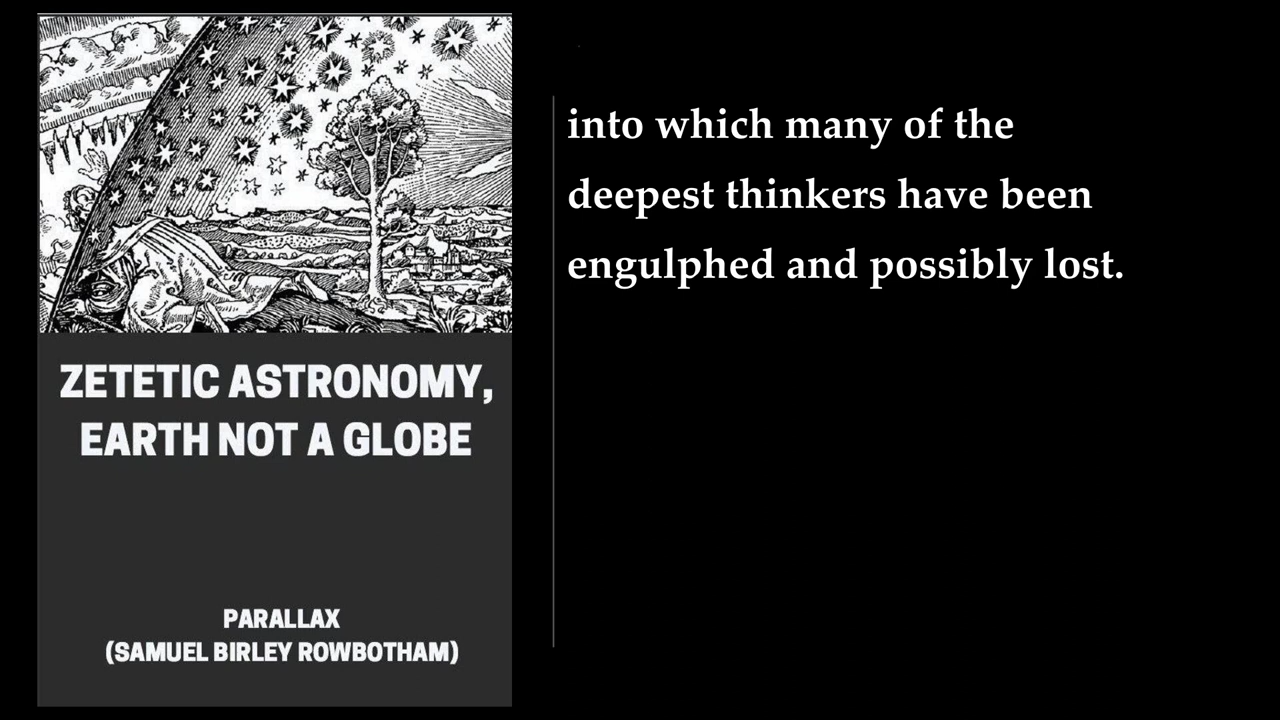 ZETETIC ASTRONOMY,
EARTH NOT A GLOBE
PARALLAX
(SAMUEL BIRLEY ROWBOTHAM)
into which many of the
deepest thinkers have been
engulphed and possibly lost.